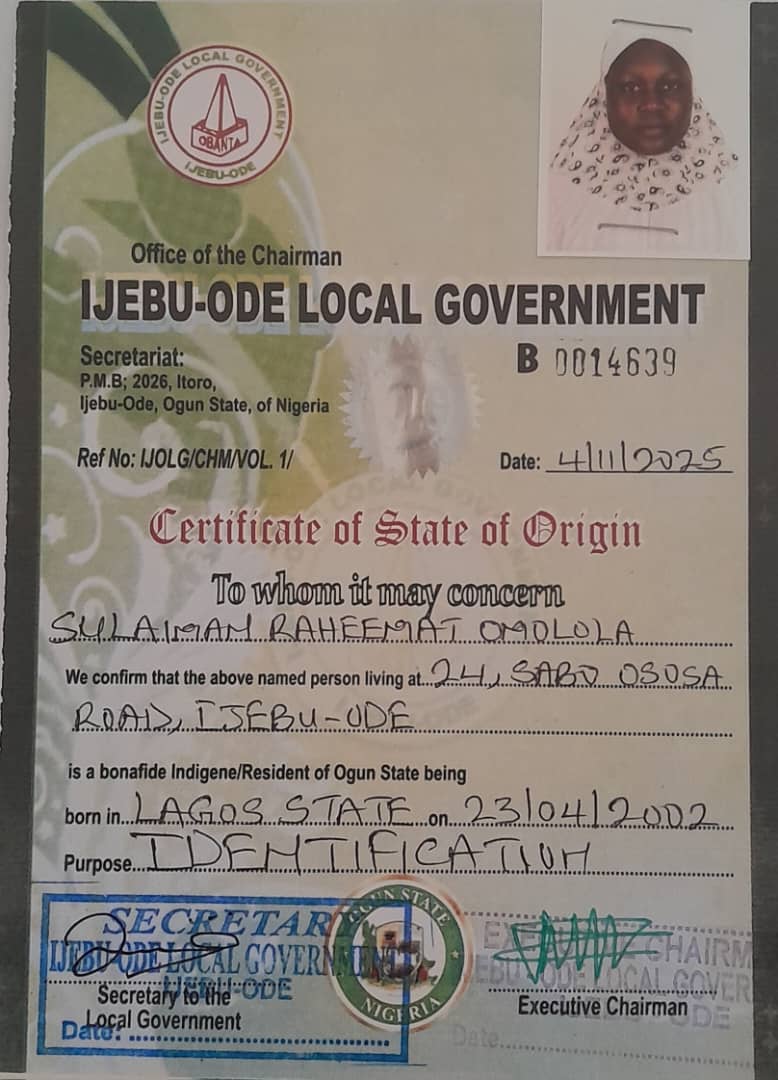 IJEBU-ODE LOCAL GOVERNMENT
OBANTA
IJEBU-ODE
Office of the Chairman
IJEBU-ODE LOCAL GOVERNMENT
Secretariat:
P.M.B; 2026, Itoro,
Ijebu-Ode, Ogun State, of Nigeria
B 0014639
Ref No: IJOLG/CHM/VOL. 1/
Date: 4/11/2025
Certificate of State of Origin
To whom it may concern
SULAIMAN RAHEEMAT OMOLOLA
We confirm that the above named person living at 24, SABO OSOSA
ROAD, IJEBU-ODE
is a bonafide Indigene/Resident of Ogun State being
born in LAGOS STATE on 23/04/2002
Purpose IDENTIFICATION
SECRETAR
IJEBU-ODE LOCAL GOVERNMENT
IJEBU-ODE
Secretary to the
Local Government
Date:
OGUN STATE
NIGERIA
CHAIRM
LOCAL GOVER
ODE
Executive Chairman
Date